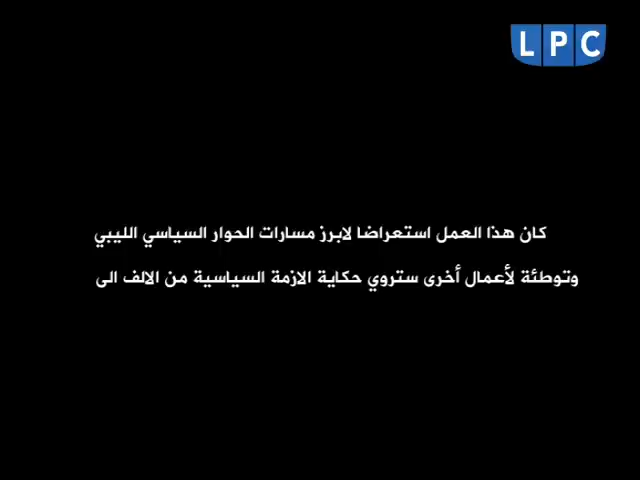 LPC
كان هذا العمل استعراضا لابرز مسارات الحوار السياسي الليبي
وتوطئة لأعمال أخرى ستروي حكاية الازمة السياسية من الالف الى